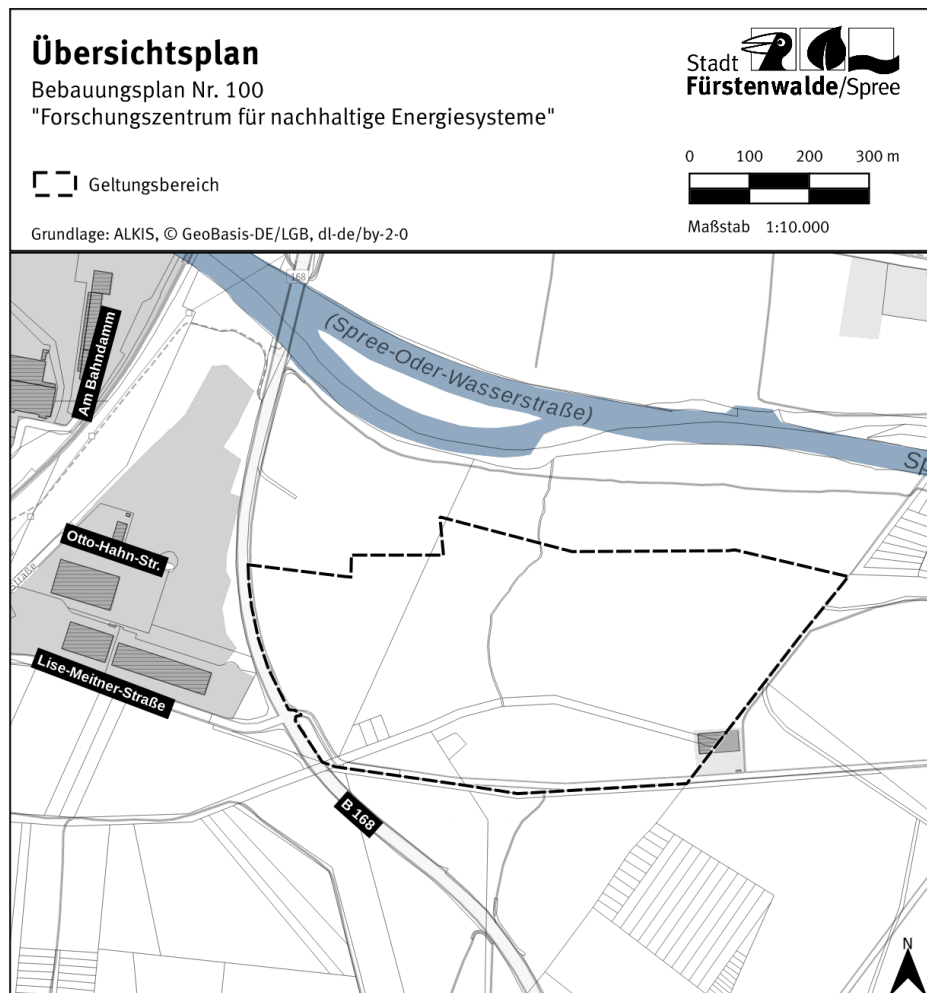 Übersichtsplan
Bebauungsplan Nr. 100
"Forschungszentrum für nachhaltige Energiesysteme"
Geltungsbereich
Grundlage: ALKIS, © GeoBasis-DE/LGB, dl-de/by-2-0
Stadt
Fürstenwalde/Spree
0 100 200 300 m
Maßstab 1:10.000
168
(Spree-Oder-Wasserstraße)
Sp
Am Bahndamm
Otto-Hahn-Str.
Straße
Lise-Meitner-Straße
B 168
N